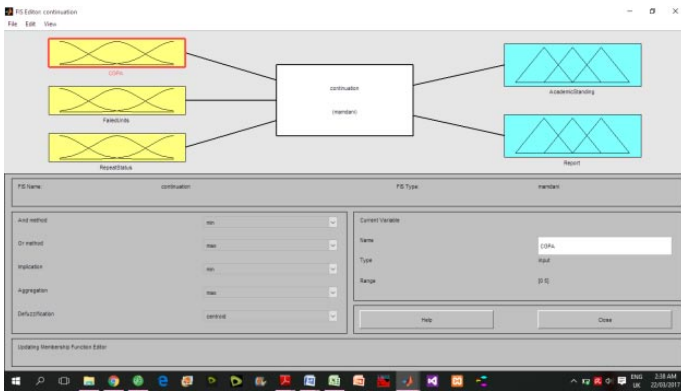 FIS Editor: continuation
File Edit View
CGPA
FailedUnits
RepeatStatus
continuation
(mamdani)
AcademicStanding
Report
FIS Name: continuation FIS Type: mamdani
And method min
Or method max
Implication min
Aggregation max
Defuzzification centroid
Current Variable
Name CGPA
Type input
Range [0 5]
Help Close
Updating Membership Function Editor
ENG 2:38 AM
UK 22/03/2017